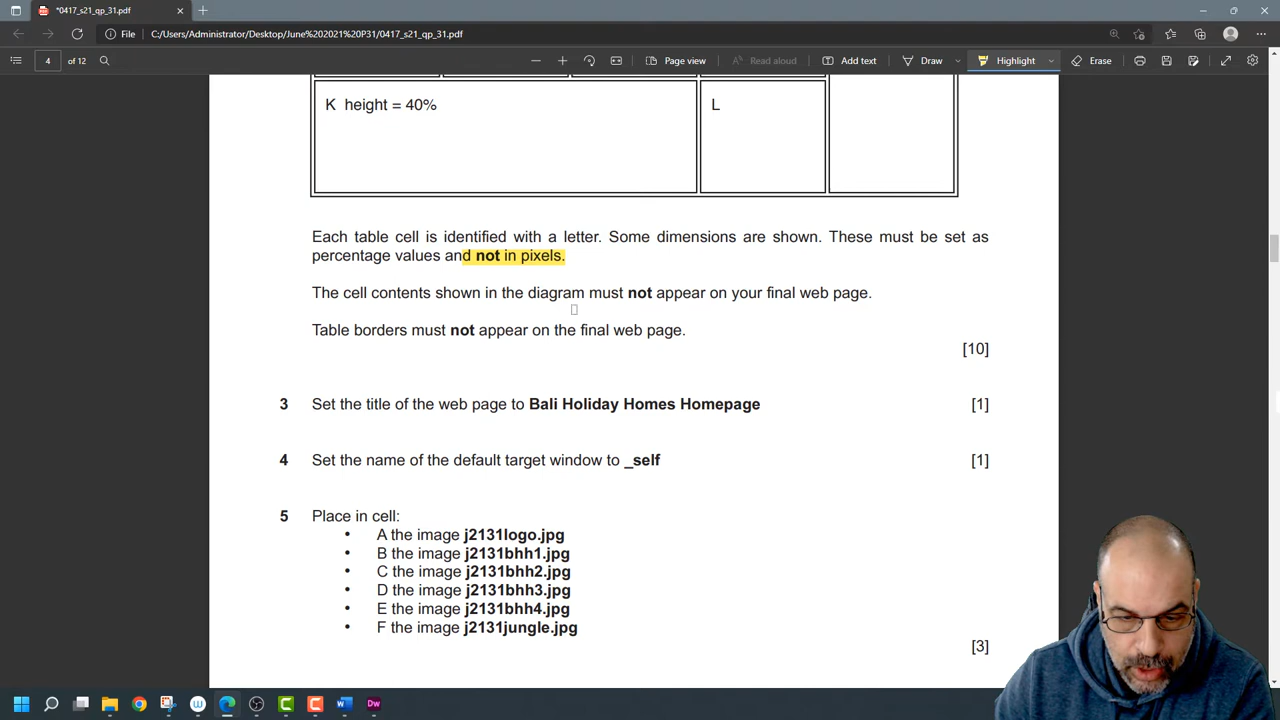 *0417_s21_qp_31.pdf
File C:/Users/Administrator/Desktop/June%202021%20P31/0417_s21_qp_31.pdf
4 of 12 Page view Read aloud Add text Draw Highlight Erase
K height = 40% L
Each table cell is identified with a letter. Some dimensions are shown. These must be set as
percentage values and not in pixels.
The cell contents shown in the diagram must not appear on your final web page.
Table borders must not appear on the final web page.
[10]
3 Set the title of the web page to Bali Holiday Homes Homepage [1]
4 Set the name of the default target window to _self [1]
5 Place in cell:
• A the image j2131logo.jpg
• B the image j2131bhh1.jpg
• C the image j2131bhh2.jpg
• D the image j2131bhh3.jpg
• E the image j2131bhh4.jpg
• F the image j2131jungle.jpg
[3]
W Dw